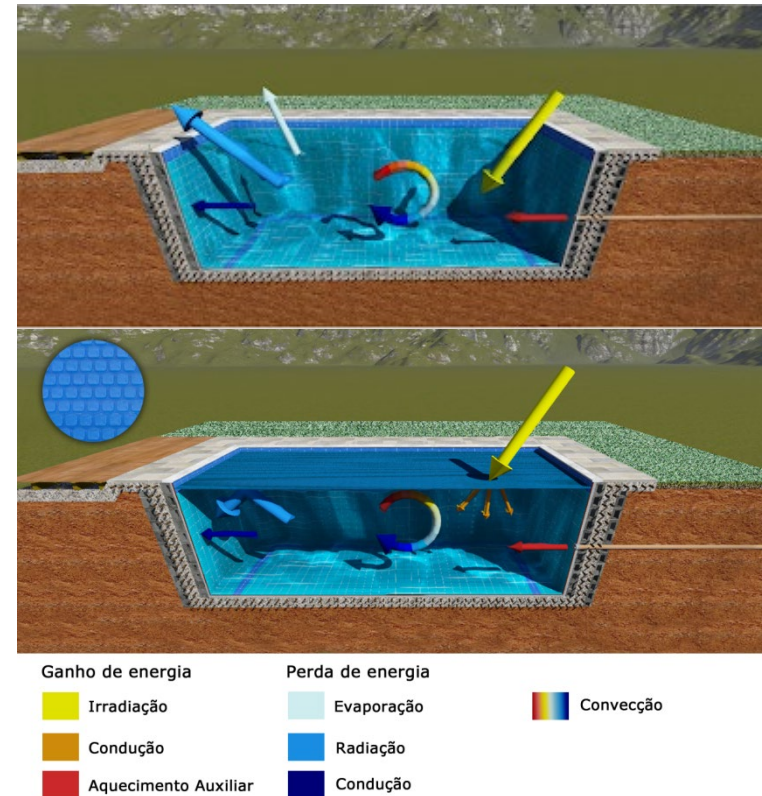 Ganho de energia
Irradiação
Condução
Aquecimento Auxiliar
Perda de energia
Evaporação
Radiação
Condução
Convecção